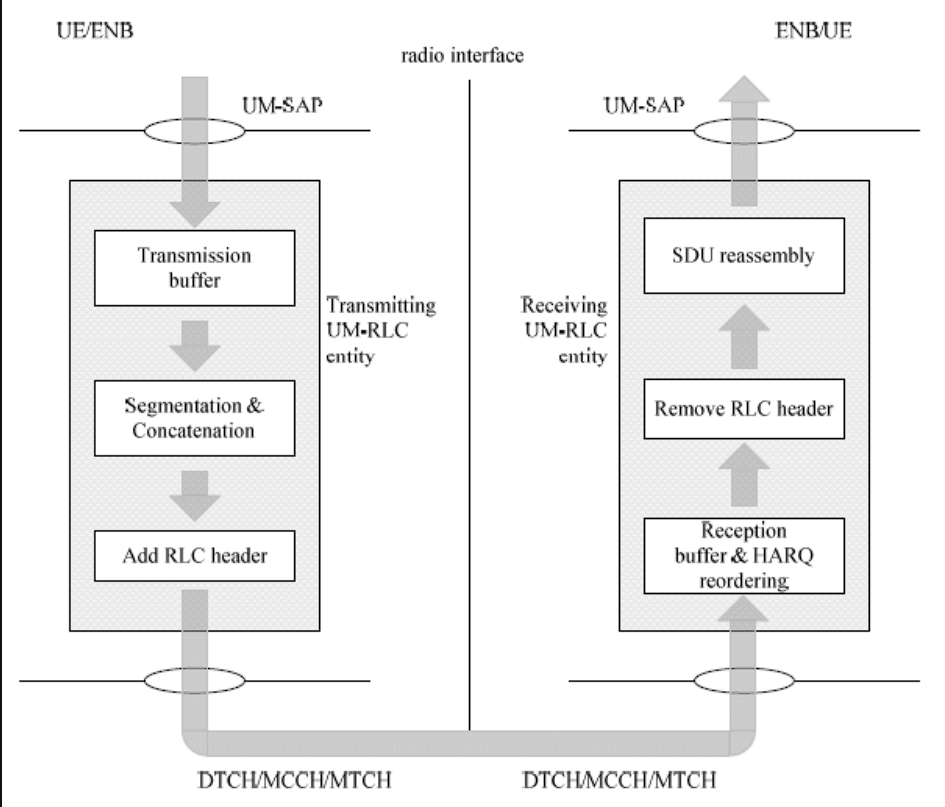 UE/ENB
ENB/UE
radio interface
UM-SAP
UM-SAP
Transmission
buffer
SDU reassembly
Transmitting
UM-RLC
entity
Receiving
UM-RLC
entity
Segmentation &
Concatenation
Remove RLC header
Add RLC header
Reception
buffer & HARQ
reordering
DTCH/MCCH/MTCH
DTCH/MCCH/MTCH